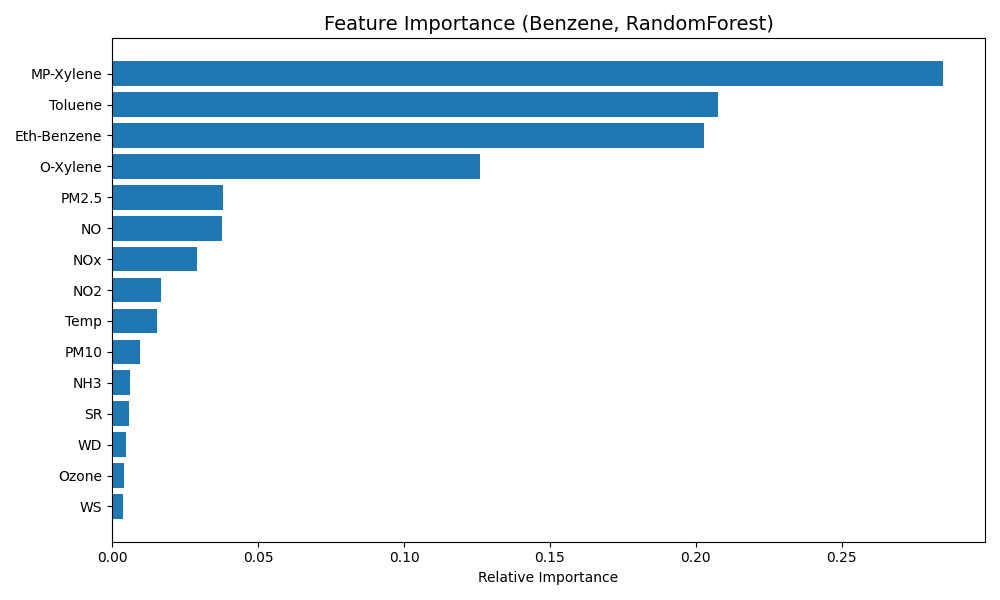 Feature Importance (Benzene, RandomForest)
MP-Xylene
Toluene
Eth-Benzene
O-Xylene
PM2.5
NO
NOx
NO2
Temp
PM10
NH3
SR
WD
Ozone
WS
0.00 0.05 0.10 0.15 0.20 0.25
Relative Importance